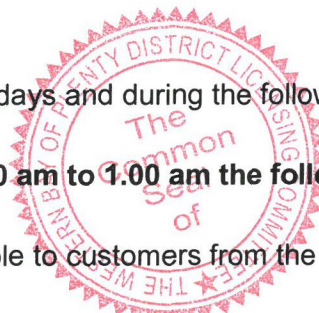 days and during the follow
0 am to 1.00 am the follo
ble to customers from the
THE WESTERN BAY OF PLENTY DISTRICT LICENSING COMMITTEE
The
Common
Seal
of